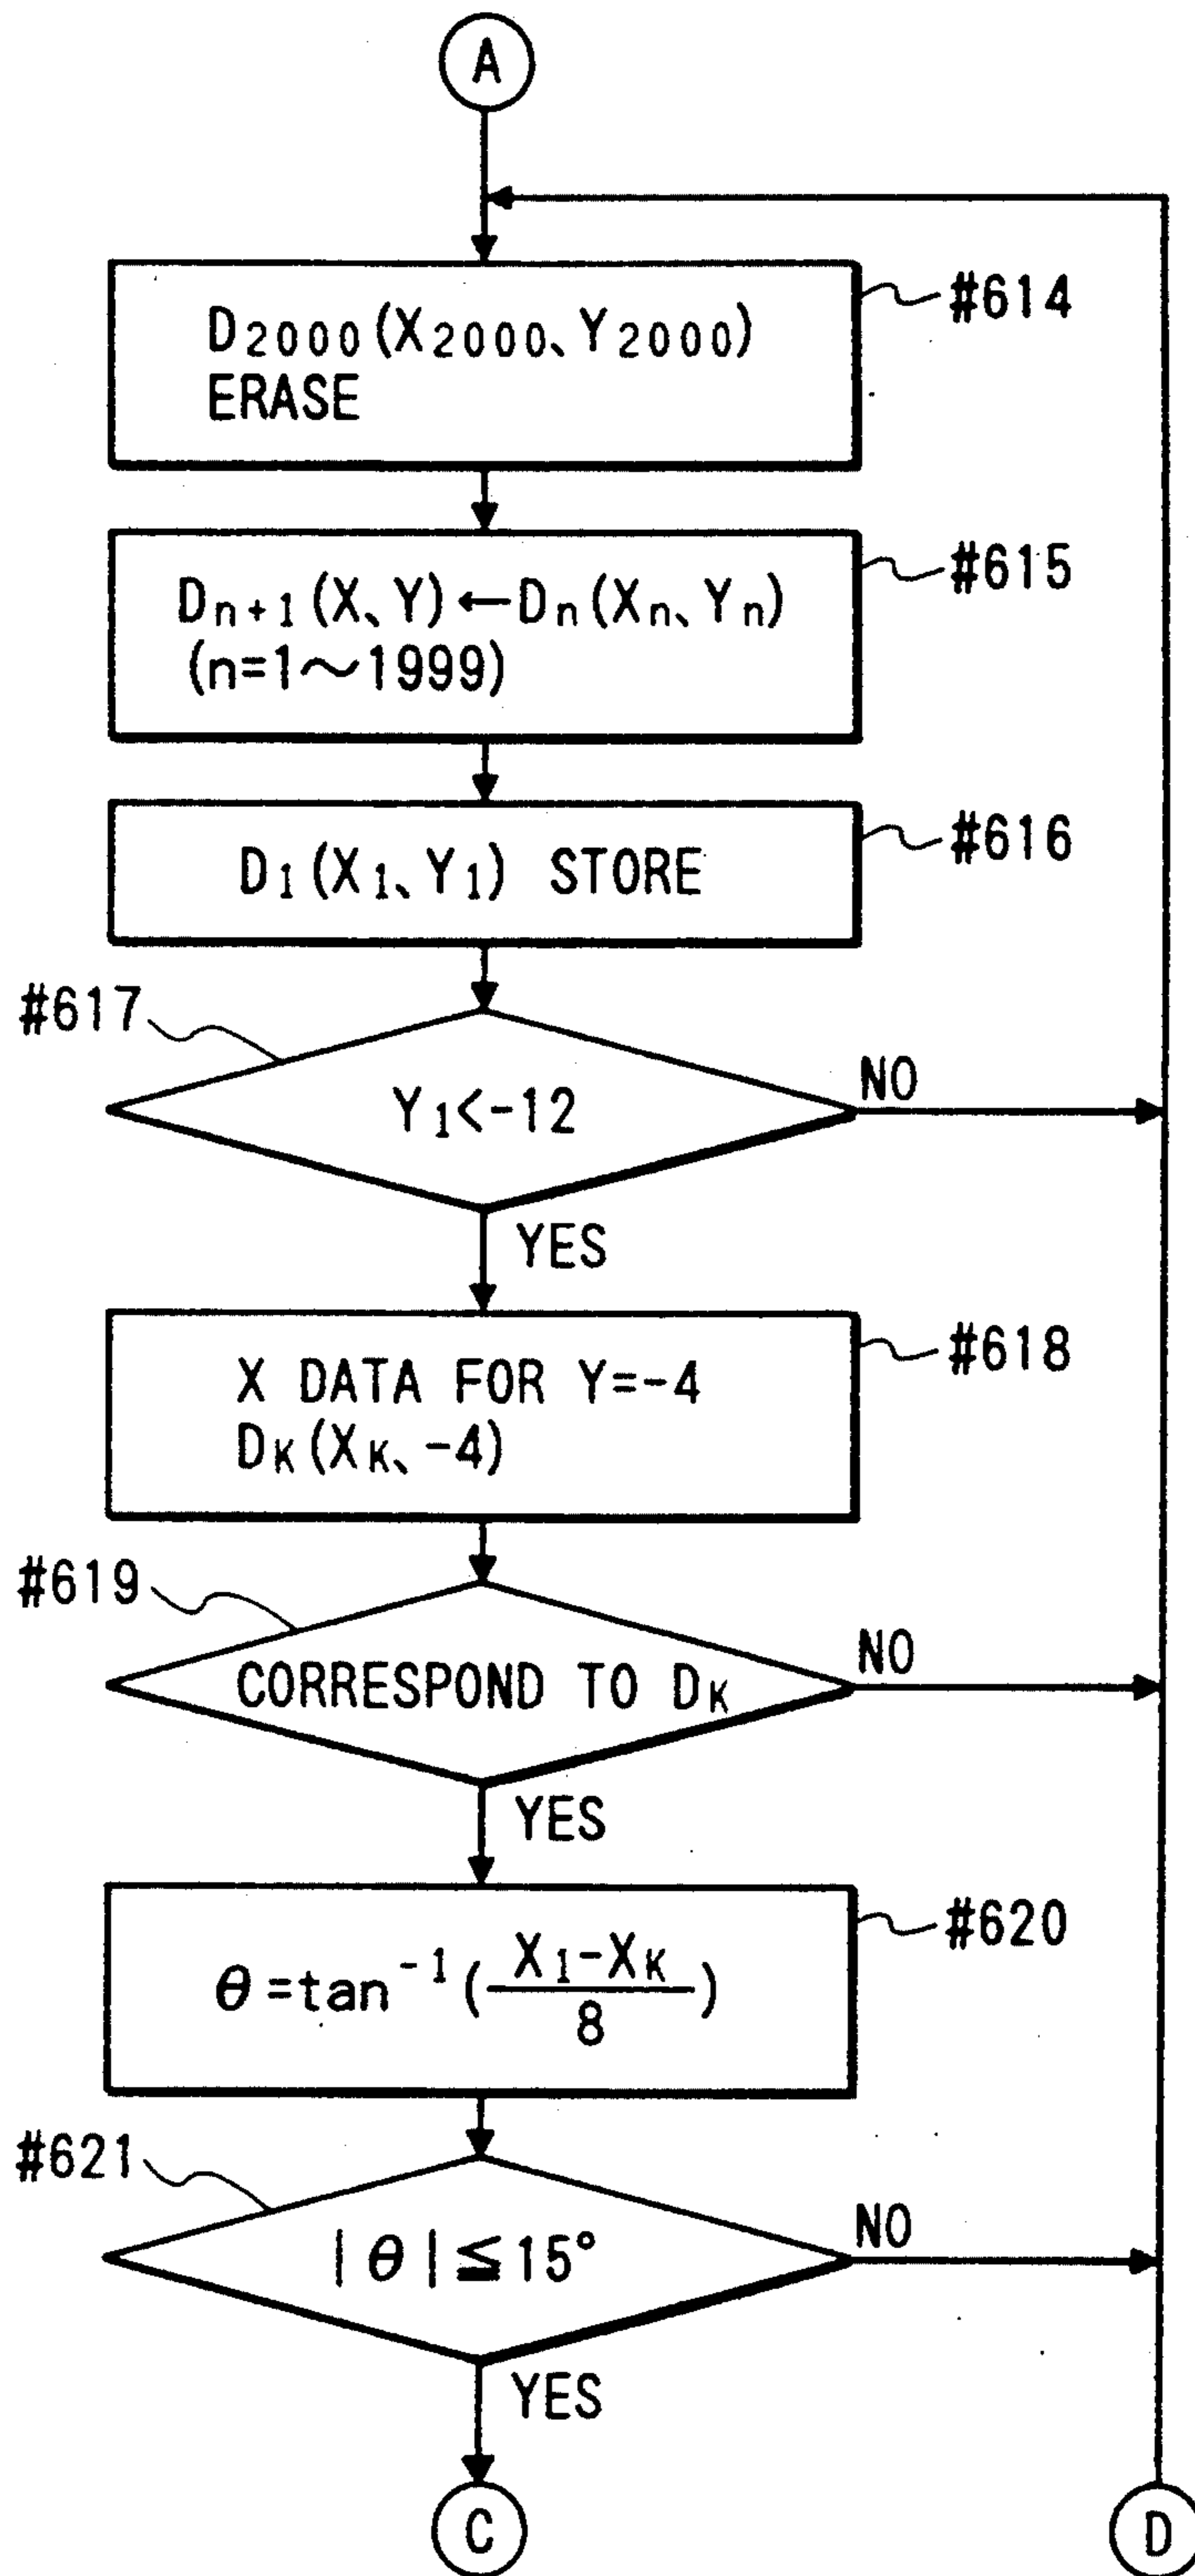 A
D2000(X2000、Y2000)
ERASE
#614
Dn+1(X、Y)←Dn(Xn、Yn)
(n=1～1999)
#615
D1(X1、Y1) STORE
#616
#617
Y1<-12
NO
YES
X DATA FOR Y=-4
DK(XK、-4)
#618
#619
CORRESPOND TO DK
NO
YES
θ=tan⁻¹(X1-XK/8)
#620
#621
|θ|≦15°
NO
YES
C
D